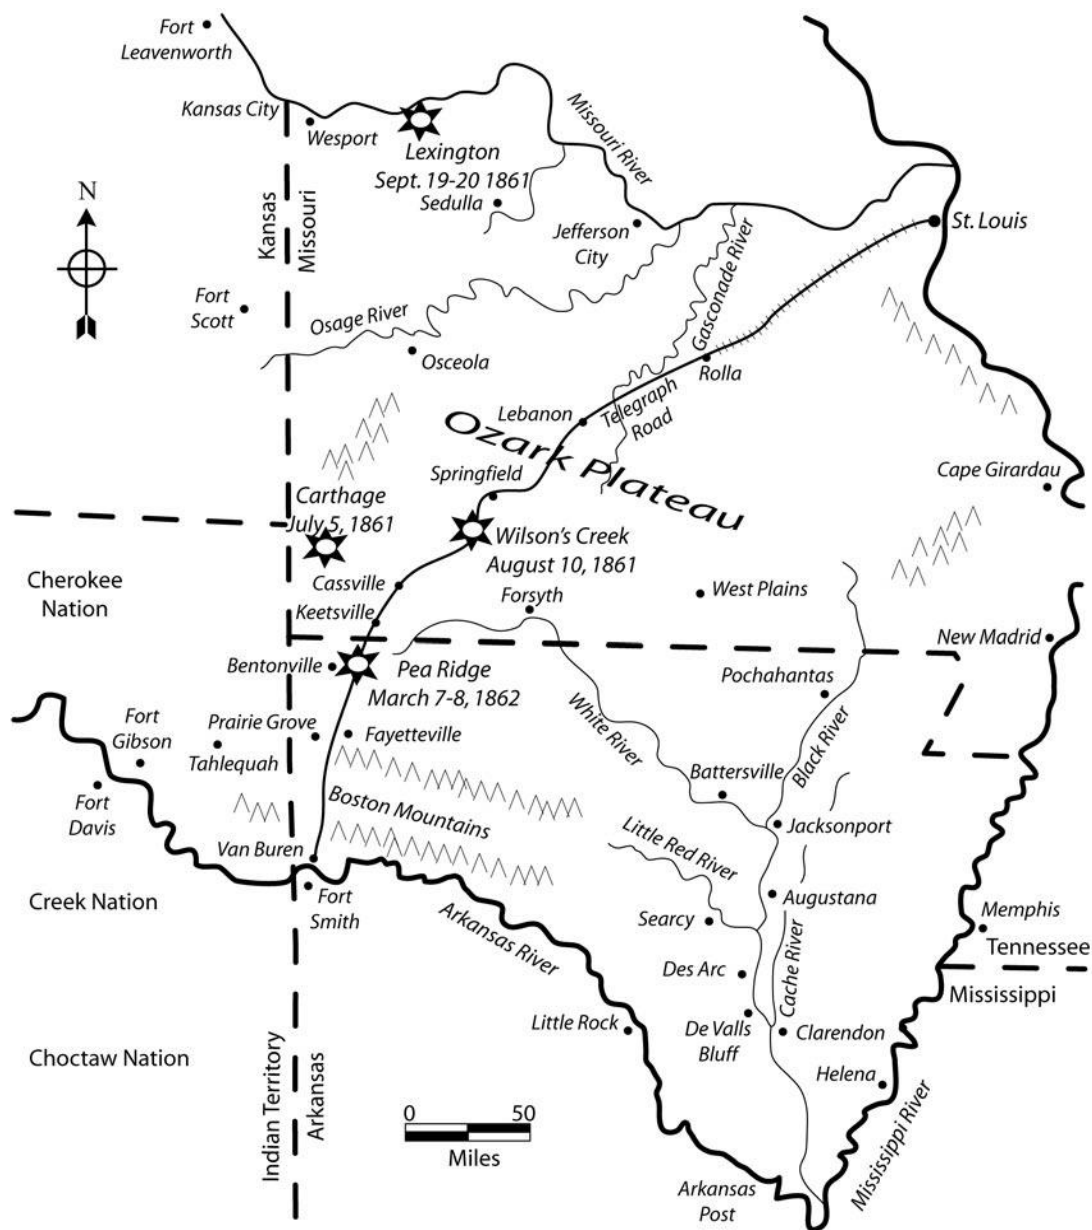 Fort
Leavenworth
Kansas City
Wesport
Lexington
Sept. 19-20 1861
Sedulla
Missouri River
Jefferson
City
St. Louis
N
Kansas
Missouri
Fort
Scott
Osage River
Osceola
Gasconade River
Rolla
Telegraph
Road
Lebanon
Ozark Plateau
Springfield
Cape Girardau
Carthage
July 5, 1861
Wilson's Creek
August 10, 1861
Cherokee
Nation
Cassville
Forsyth
West Plains
Keetsville
New Madrid
Bentonville
Pea Ridge
March 7-8, 1862
Pochahantas
Fort
Gibson
Prairie Grove
Fayetteville
Tahlequah
White River
Black River
Battersville
Fort
Davis
Boston Mountains
Jacksonport
Van Buren
Little Red River
Creek Nation
Fort
Smith
Arkansas River
Augustana
Searcy
Memphis
Tennessee
Mississippi
Des Arc
Cache River
Little Rock
De Valls
Bluff
Clarendon
Choctaw Nation
Helena
Indian Territory
Arkansas
0 50
Miles
Mississippi River
Arkansas
Post